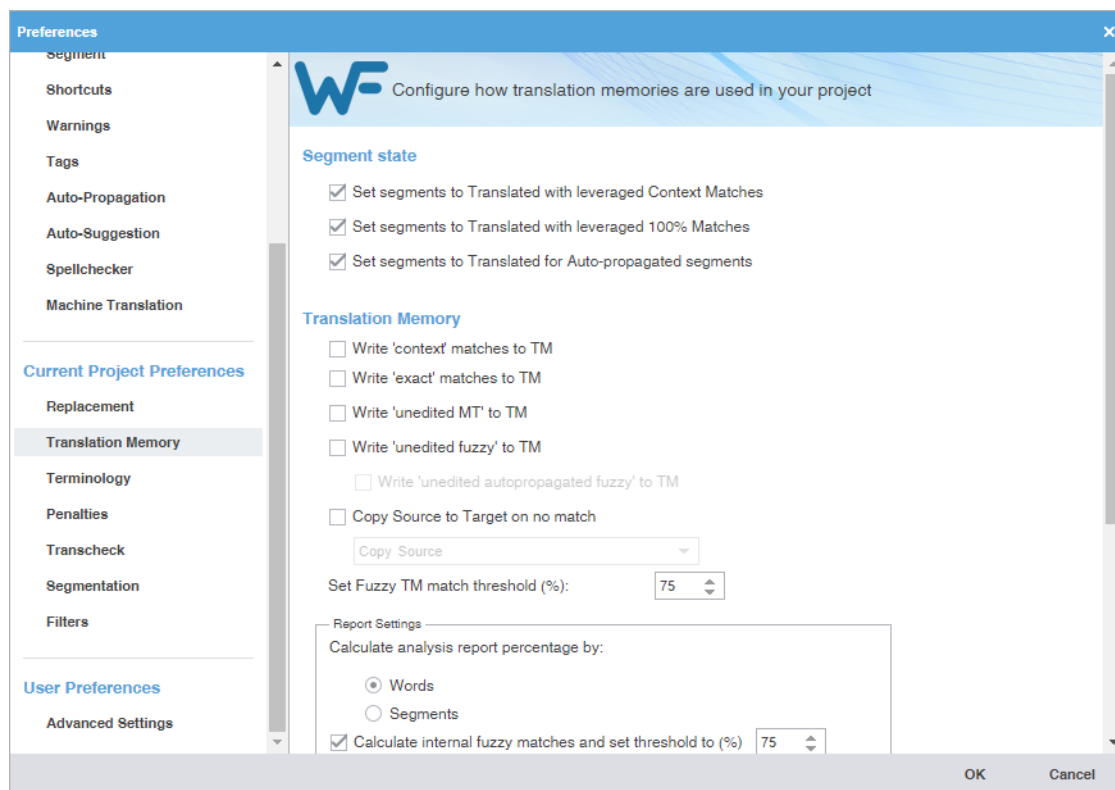 Preferences
Segment
Shortcuts
Warnings
Tags
Auto-Propagation
Auto-Suggestion
Spellchecker
Machine Translation
Current Project Preferences
Replacement
Translation Memory
Terminology
Penalties
Transcheck
Segmentation
Filters
User Preferences
Advanced Settings
WF
Configure how translation memories are used in your project
Segment state
Set segments to Translated with leveraged Context Matches
Set segments to Translated with leveraged 100% Matches
Set segments to Translated for Auto-propagated segments
Translation Memory
Write 'context' matches to TM
Write 'exact' matches to TM
Write 'unedited MT' to TM
Write 'unedited fuzzy' to TM
Write 'unedited autopropagated fuzzy' to TM
Copy Source to Target on no match
Copy Source
Set Fuzzy TM match threshold (%): 75
Report Settings
Calculate analysis report percentage by:
Words
Segments
Calculate internal fuzzy matches and set threshold to (%) 75
OK Cancel